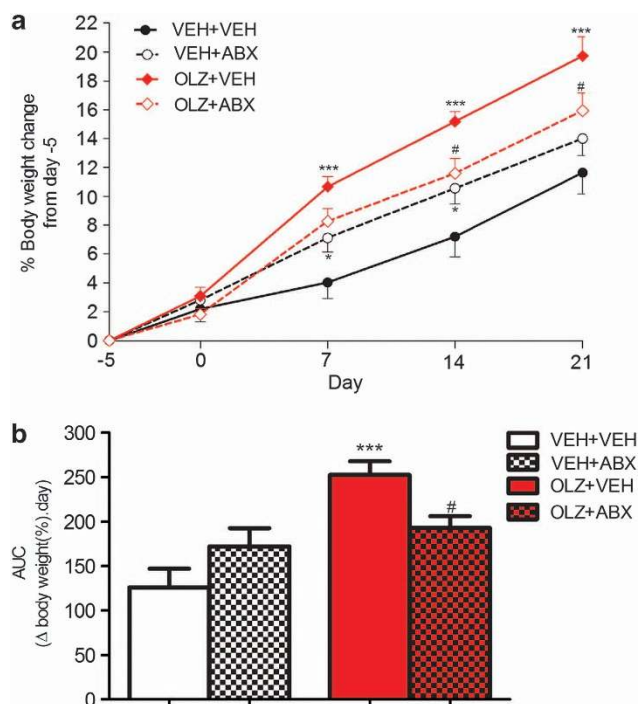 a
% Body weight change
from day -5
22
20
18
16
14
12
10
8
6
4
2
0
VEH+VEH
VEH+ABX
OLZ+VEH
OLZ+ABX
***
***
***
#
#
*
*
-5
0
7
14
21
Day
b
AUC
(Δ body weight(%).day)
300
250
200
150
100
50
0
***
#
VEH+VEH
VEH+ABX
OLZ+VEH
OLZ+ABX